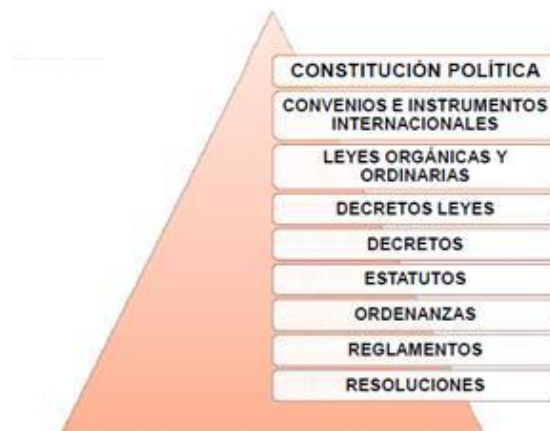 CONSTITUCIÓN POLÍTICA
CONVENIOS E INSTRUMENTOS
INTERNACIONALES
LEYES ORGÁNICAS Y
ORDINARIAS
DECRETOS LEYES
DECRETOS
ESTATUTOS
ORDENANZAS
REGLAMENTOS
RESOLUCIONES